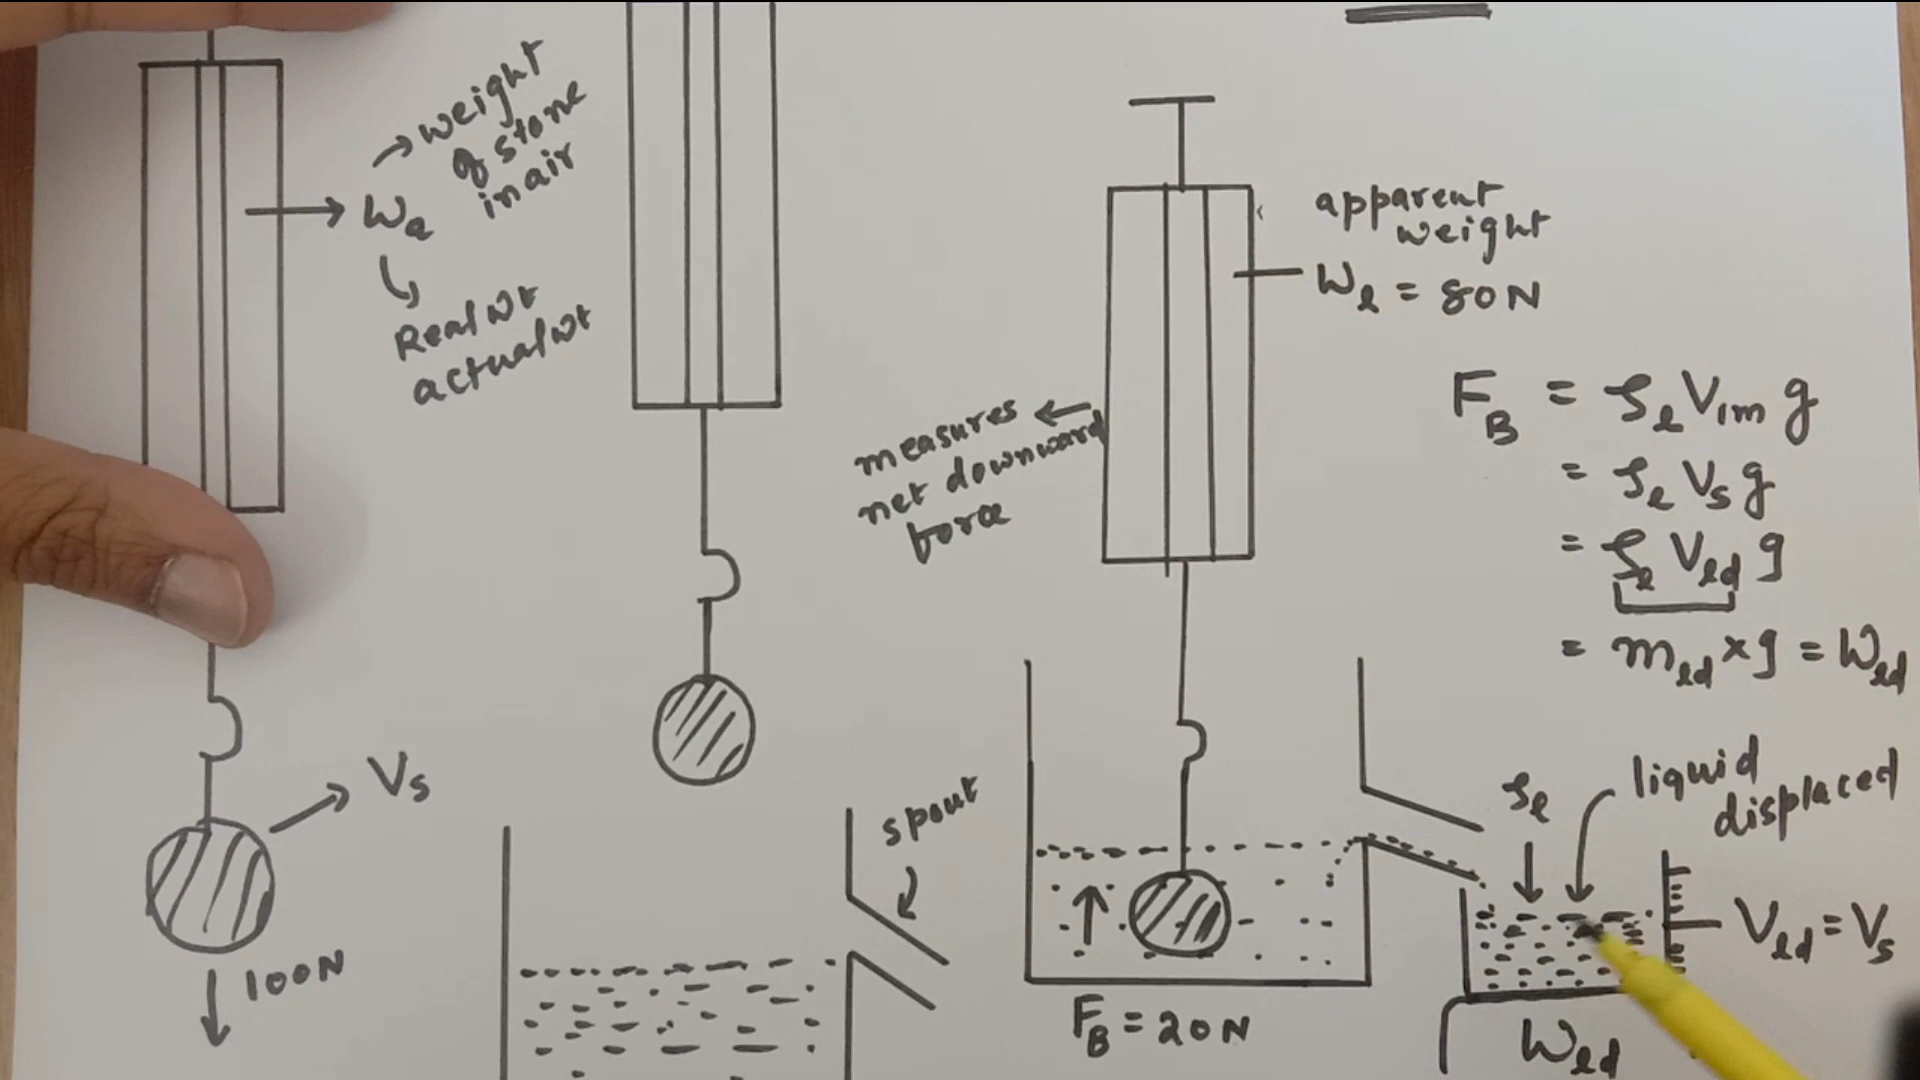 → weight
of stone
in air
Wa
Real wt
actual wt
Vs
100N
spout
apparent
weight
Wl = 80N
measures
net downward
force
FB = ρl Vim g
= ρl Vs g
= ρl Vld g
= mld × g = Wld
ρl
liquid
displaced
Vld = Vs
FB = 20N
Wld